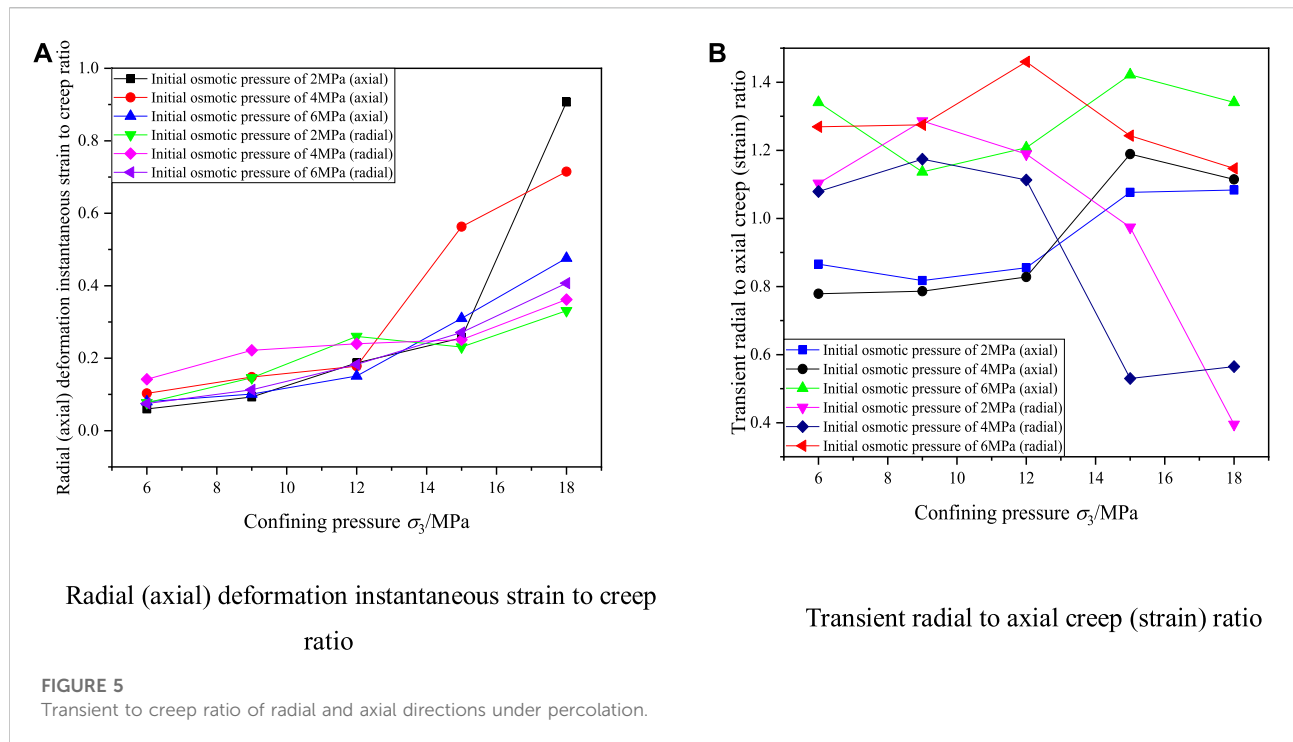 A
Radial (axial) deformation instantaneous strain to creep ratio
1.0
0.8
0.6
0.4
0.2
0.0
Initial osmotic pressure of 2MPa (axial)
Initial osmotic pressure of 4MPa (axial)
Initial osmotic pressure of 6MPa (axial)
Initial osmotic pressure of 2MPa (radial)
Initial osmotic pressure of 4MPa (radial)
Initial osmotic pressure of 6MPa (radial)
6 8 10 12 14 16 18
Confining pressure σ₃/MPa
Radial (axial) deformation instantaneous strain to creep
ratio
B
Transient radial to axial creep (strain) ratio
1.4
1.2
1.0
0.8
0.6
0.4
Initial osmotic pressure of 2MPa (axial)
Initial osmotic pressure of 4MPa (axial)
Initial osmotic pressure of 6MPa (axial)
Initial osmotic pressure of 2MPa (radial)
Initial osmotic pressure of 4MPa (radial)
Initial osmotic pressure of 6MPa (radial)
6 8 10 12 14 16 18
Confining pressure σ₃/MPa
Transient radial to axial creep (strain) ratio
FIGURE 5
Transient to creep ratio of radial and axial directions under percolation.